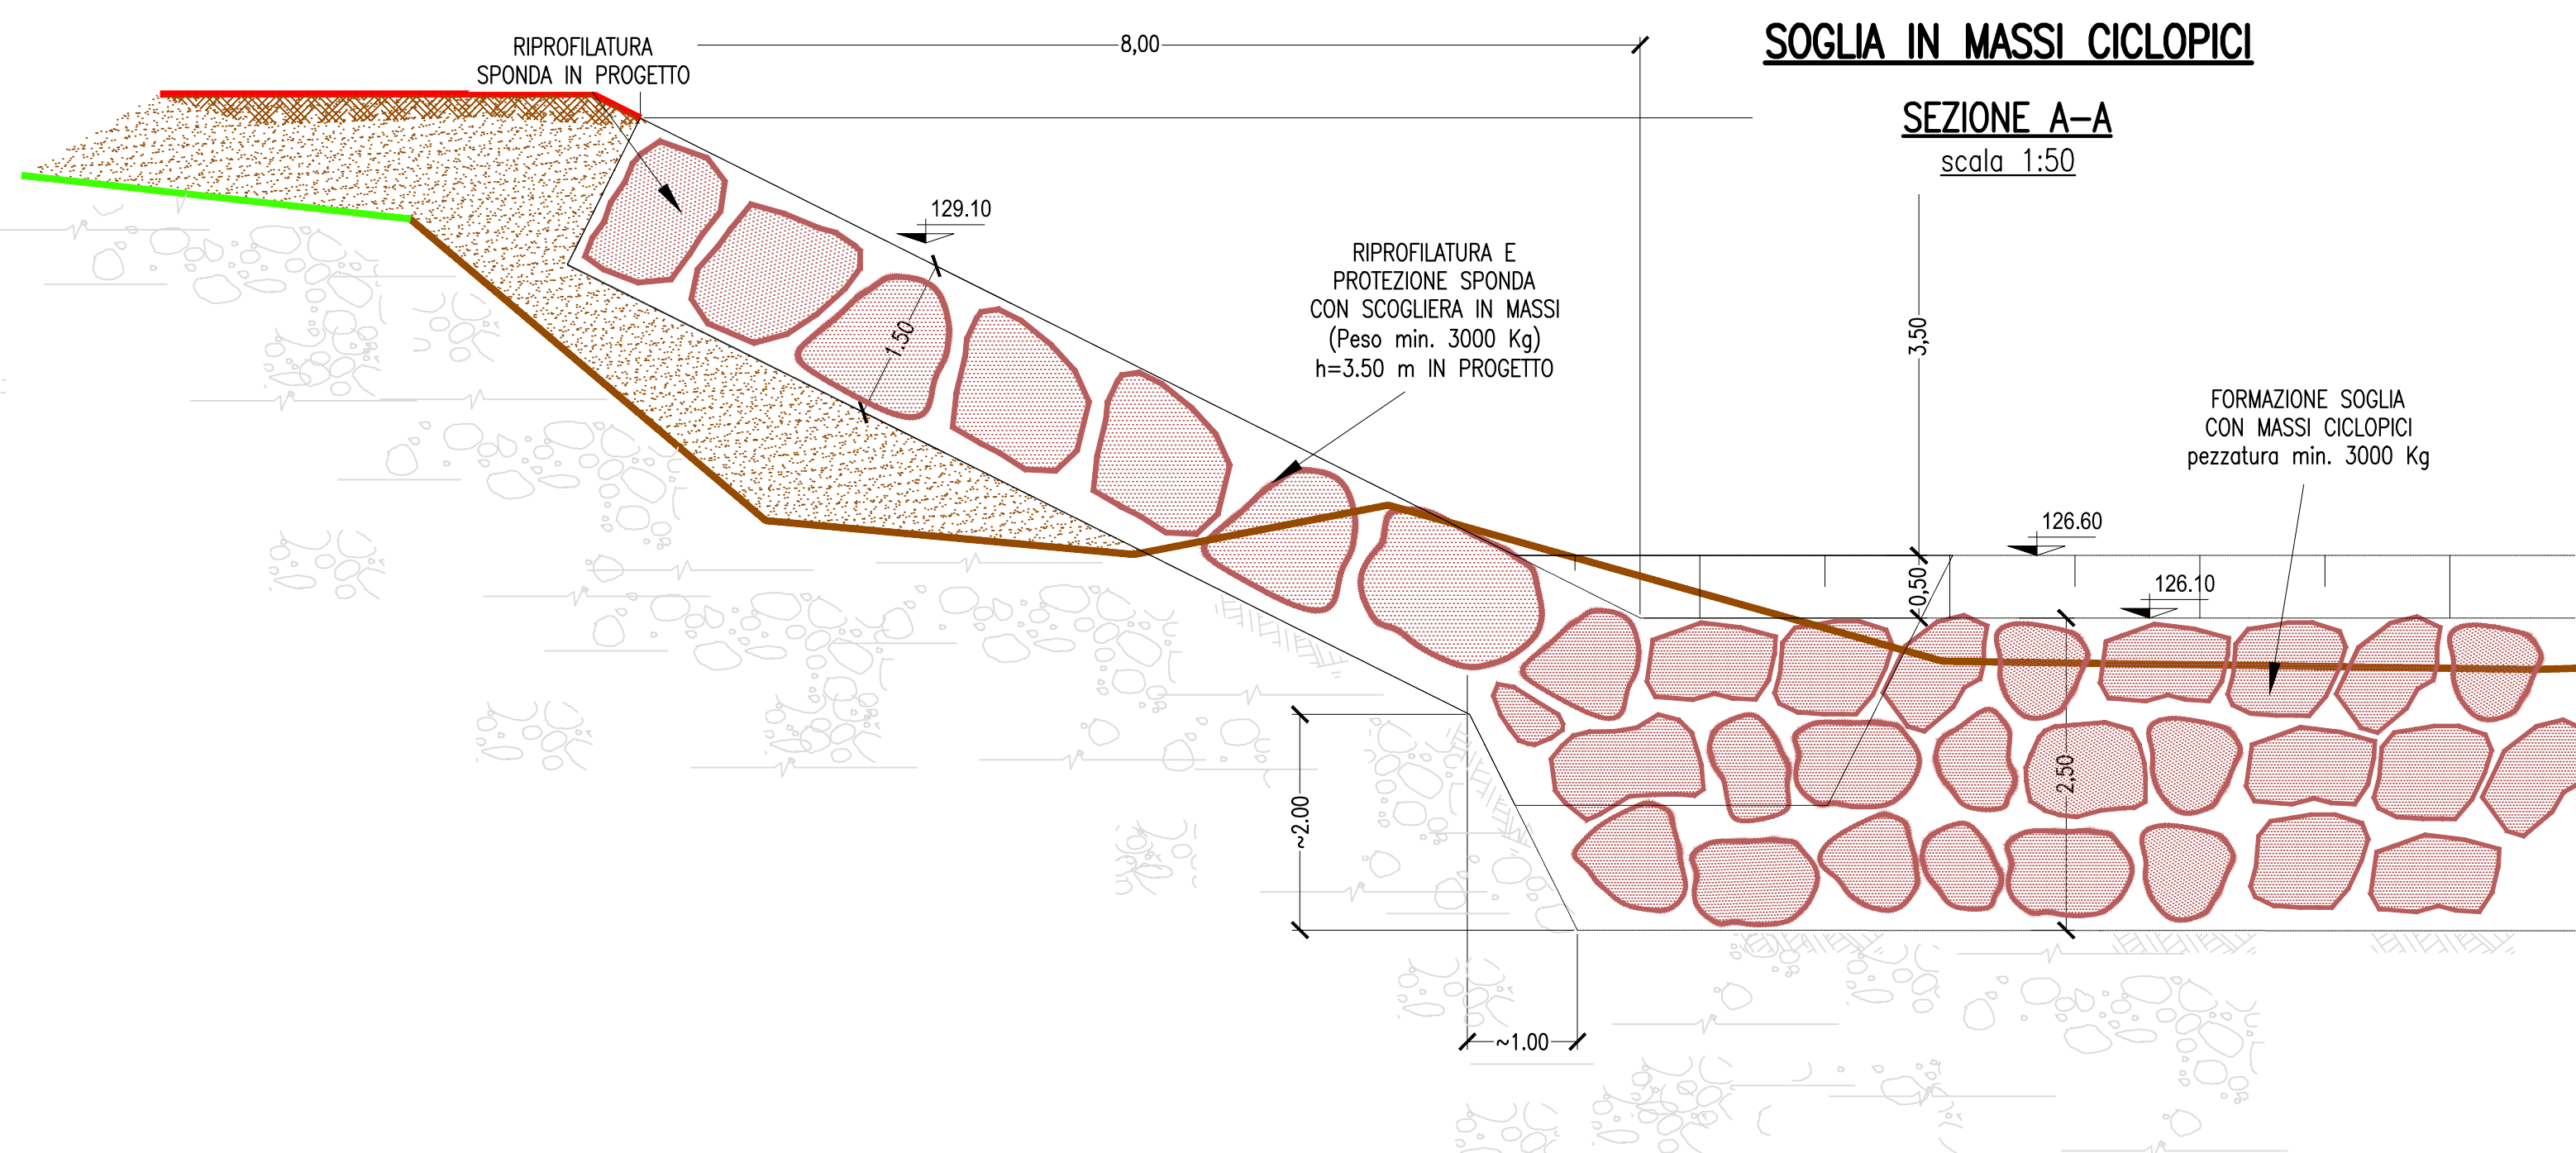 SOGLIA IN MASSI CICLOPICI
SEZIONE A-A
scala 1:50
RIPROFILATURA
SPONDA IN PROGETTO
8,00
129.10
1.50
RIPROFILATURA E
PROTEZIONE SPONDA
CON SCOGLIERA IN MASSI
(Peso min. 3000 Kg)
h=3.50 m IN PROGETTO
3,50
FORMAZIONE SOGLIA
CON MASSI CICLOPICI
pezzatura min. 3000 Kg
126.60
0,50
126.10
2,50
~2.00
~1.00